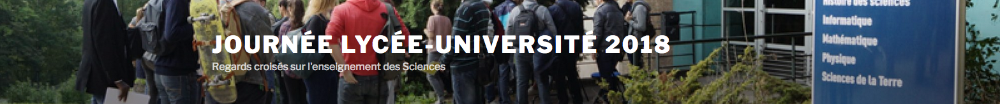 JOURNÉE LYCÉE-UNIVERSITÉ 2018
Regards croisés sur l'enseignement des Sciences
Histoire des sciences
Informatique
Mathématique
Physique
Sciences de la Terre